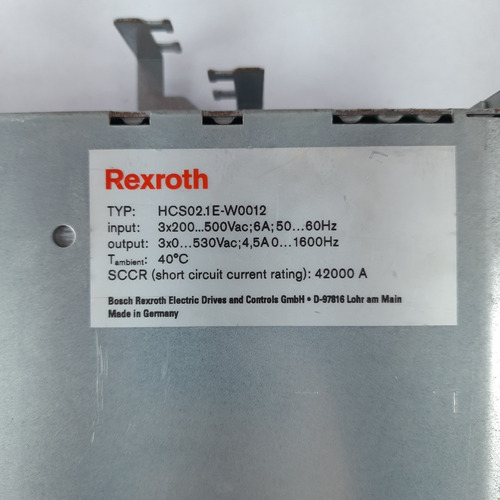 Rexroth
TYP: HCS02.1E-W0012
input: 3x200...500Vac;6A;50...60Hz
output: 3x0...530Vac;4,5A 0...1600Hz
Tambient: 40°C
SCCR (short circuit current rating): 42000 A
Bosch Rexroth Electric Drives and Controls GmbH • D-97816 Lohr am Main
Made in Germany